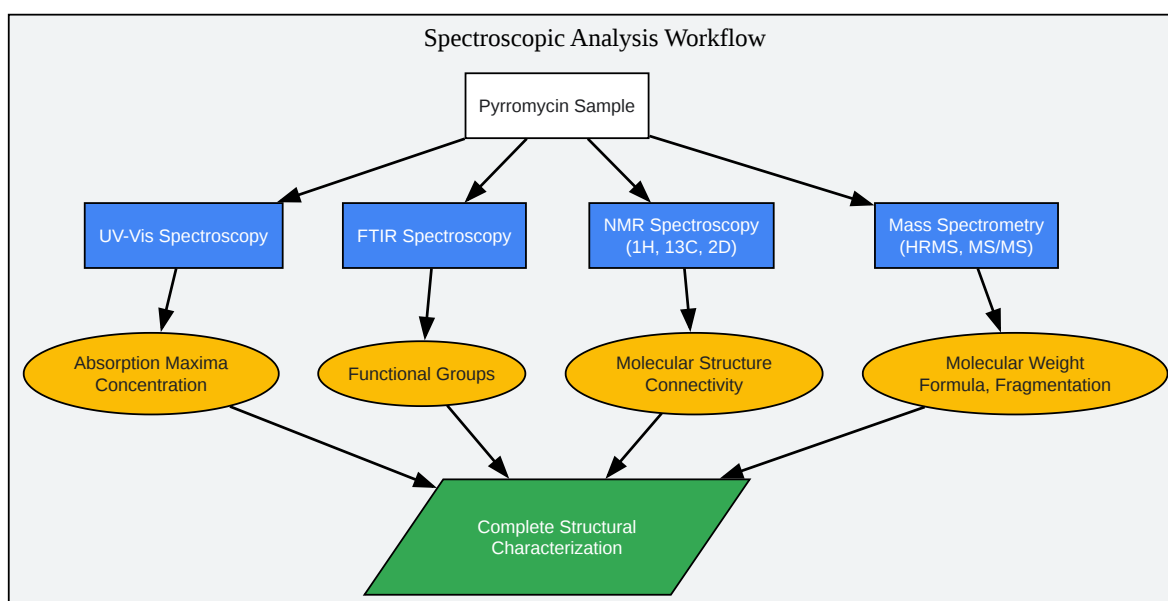 Spectroscopic Analysis Workflow
Pyrromycin Sample
UV-Vis Spectroscopy
FTIR Spectroscopy
NMR Spectroscopy
(1H, 13C, 2D)
Mass Spectrometry
(HRMS, MS/MS)
Absorption Maxima
Concentration
Functional Groups
Molecular Structure
Connectivity
Molecular Weight
Formula, Fragmentation
Complete Structural
Characterization